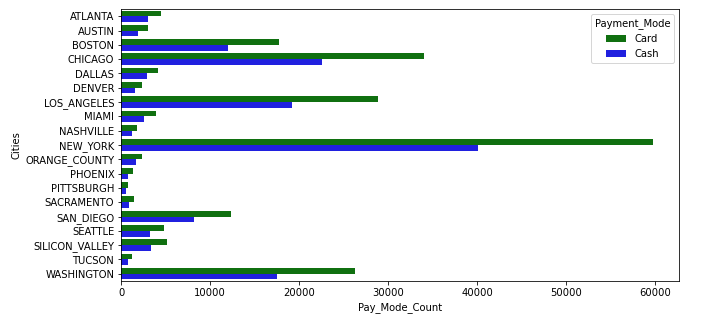 Cities
ATLANTA
AUSTIN
BOSTON
CHICAGO
DALLAS
DENVER
LOS_ANGELES
MIAMI
NASHVILLE
NEW_YORK
ORANGE_COUNTY
PHOENIX
PITTSBURGH
SACRAMENTO
SAN_DIEGO
SEATTLE
SILICON_VALLEY
TUCSON
WASHINGTON
Payment_Mode
Card
Cash
0 10000 20000 30000 40000 50000 60000
Pay_Mode_Count